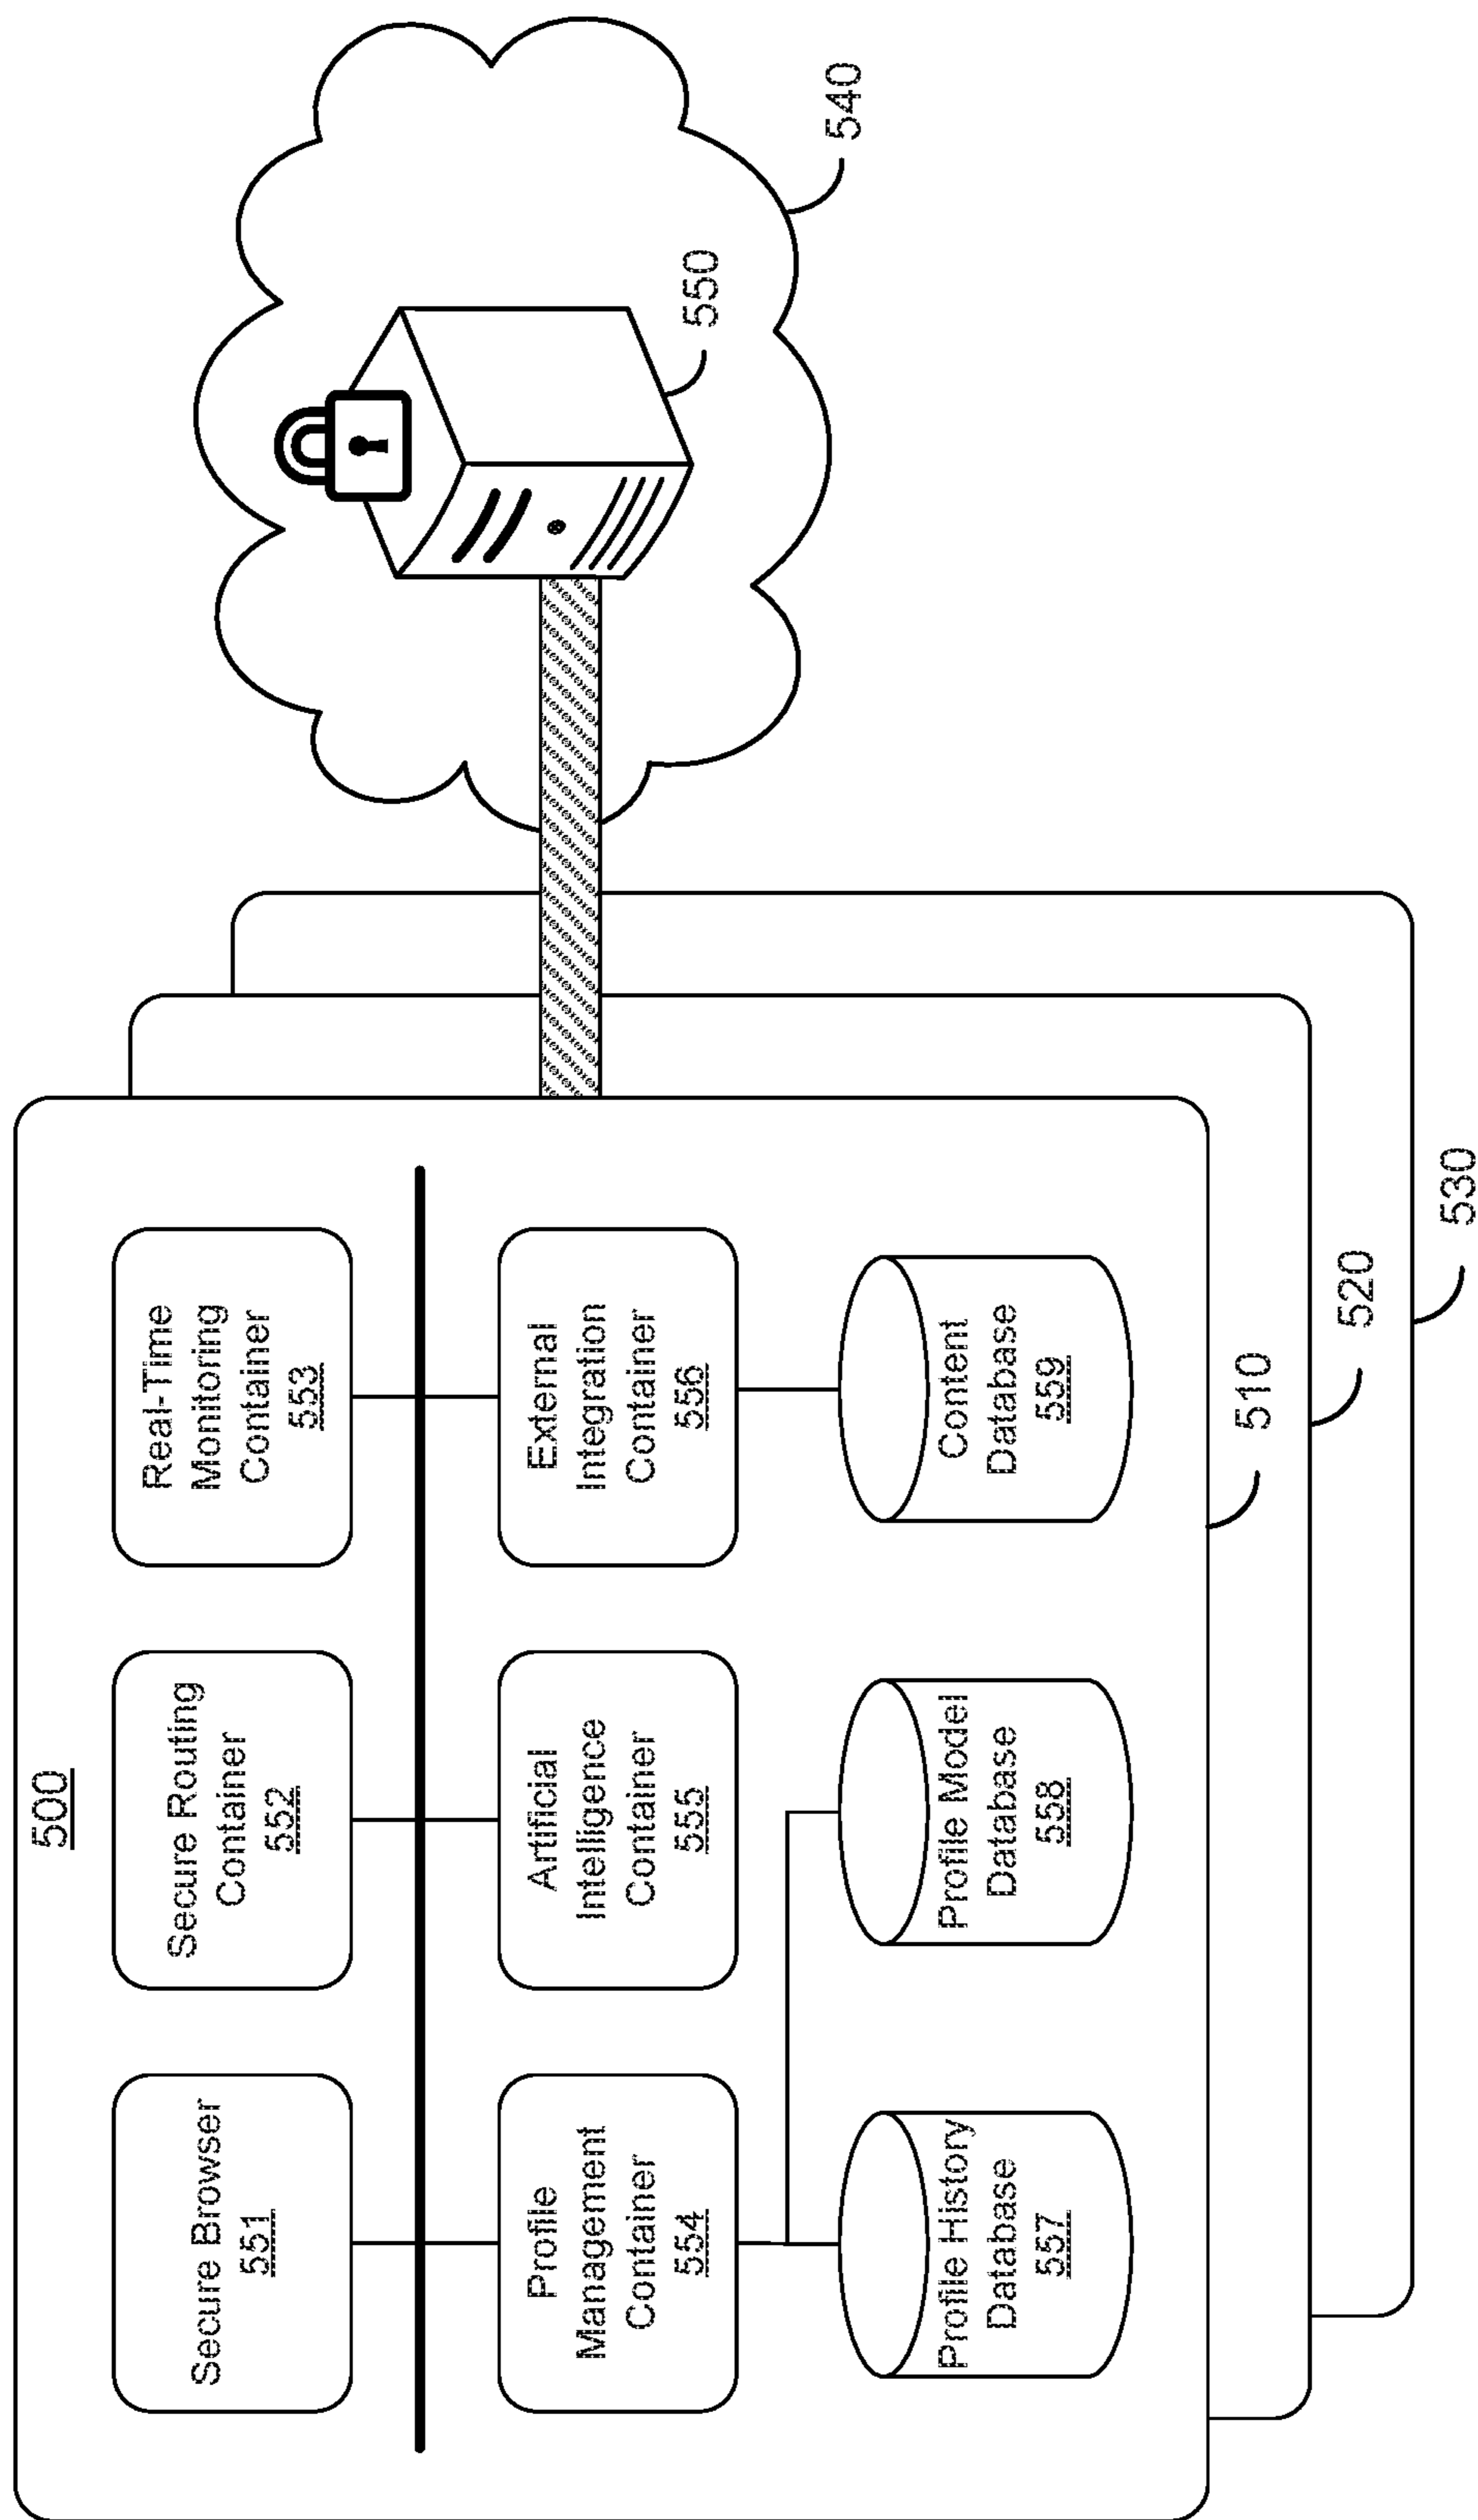 500
Secure Browser
551
Secure Routing
Container
552
Real-Time
Monitoring
Container
553
Profile
Management
Container
554
Artificial
Intelligence
Container
555
External
Integration
Container
556
Profile History
Database
557
Profile Model
Database
558
Content
Database
559
510
520
530
540
550